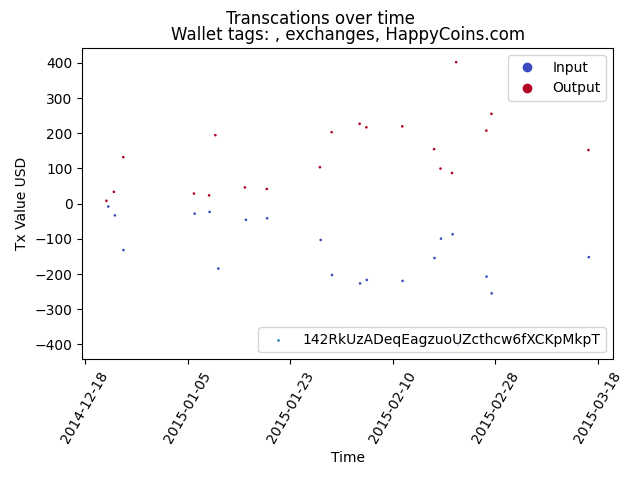 Transcations over time
Wallet tags: , exchanges, HappyCoins.com
Input
Output
400
300
200
100
0
−100
−200
−300
−400
Tx Value USD
142RkUzADeqEagzuoUZcthcw6fXCKpMkpT
2014-12-18
2015-01-05
2015-01-23
2015-02-10
2015-02-28
2015-03-18
Time